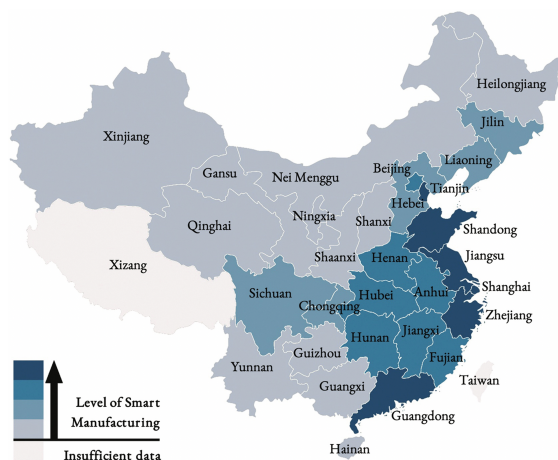 Heilongjiang
Jilin
Xinjiang
Liaoning
Beijing
Gansu
Nei Menggu
Tianjin
Hebei
Ningxia
Shanxi
Qinghai
Shandong
Shaanxi
Henan
Jiangsu
Xizang
Sichuan
Hubei
Anhui
Shanghai
Chongqing
Zhejiang
Hunan
Jiangxi
Guizhou
Fujian
Yunnan
Taiwan
Guangxi
Guangdong
Hainan
Level of Smart
Manufacturing
Insufficient data